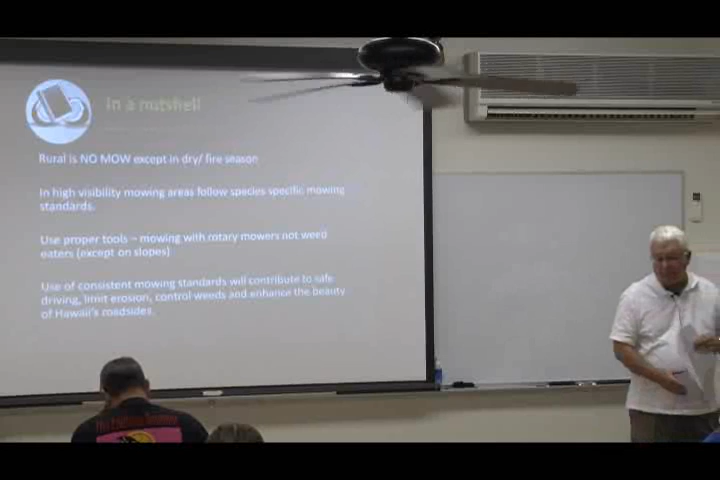 In a nutshell
Rural is NO MOW except in dry/ fire season
In high visibility mowing areas follow species specific mowing
standards.
Use proper tools – mowing with rotary mowers not weed
eaters (except on slopes)
Use of consistent mowing standards will contribute to safe
driving, limit erosion, control weeds and enhance the beauty
of Hawaii's roadsides.